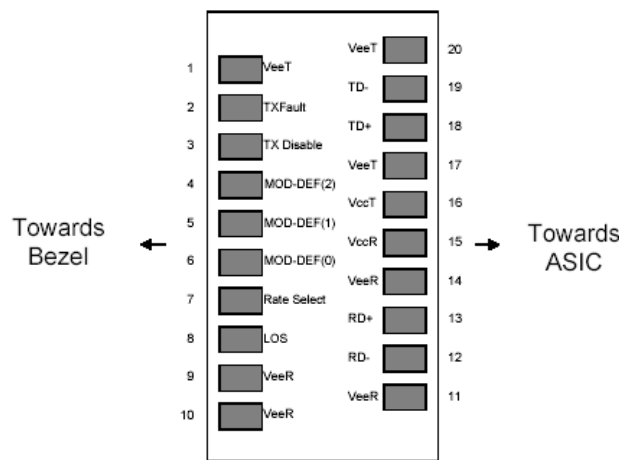 VeeT 20
1 VeeT
TD- 19
2 TXFault
TD+ 18
3 TX Disable
VeeT 17
4 MOD-DEF(2)
VccT 16
5 MOD-DEF(1)
Towards
Bezel
VccR 15
Towards
ASIC
6 MOD-DEF(0)
VeeR 14
7 Rate Select
RD+ 13
8 LOS
RD- 12
9 VeeR
VeeR 11
10 VeeR